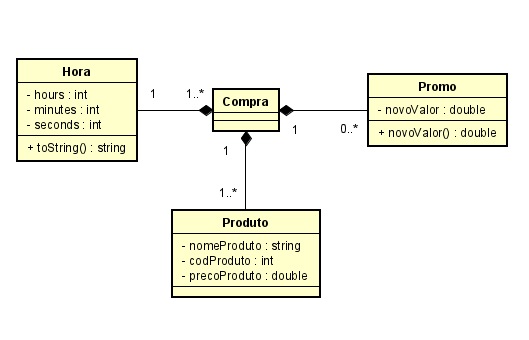 Hora
- hours : int
- minutes : int
- seconds : int
+ toString() : string
1
1..*
Compra
1
0..*
Promo
- novoValor : double
+ novoValor() : double
1
1..*
Produto
- nomeProduto : string
- codProduto : int
- precoProduto : double